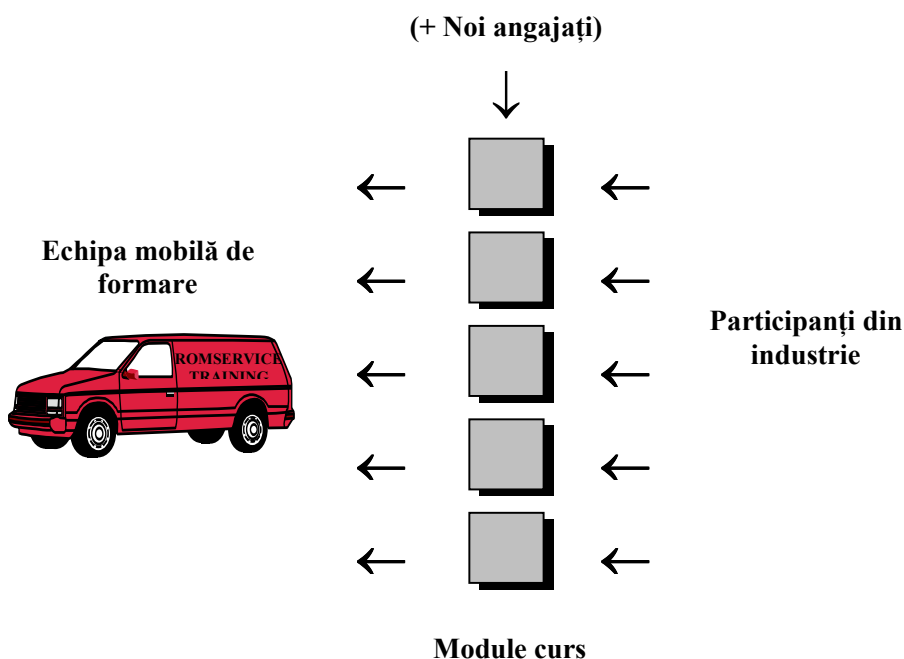 (+ Noi angajați)
Echipa mobilă de
formare
ROMSERVICE
TRAINING
Participanți din
industrie
Module curs